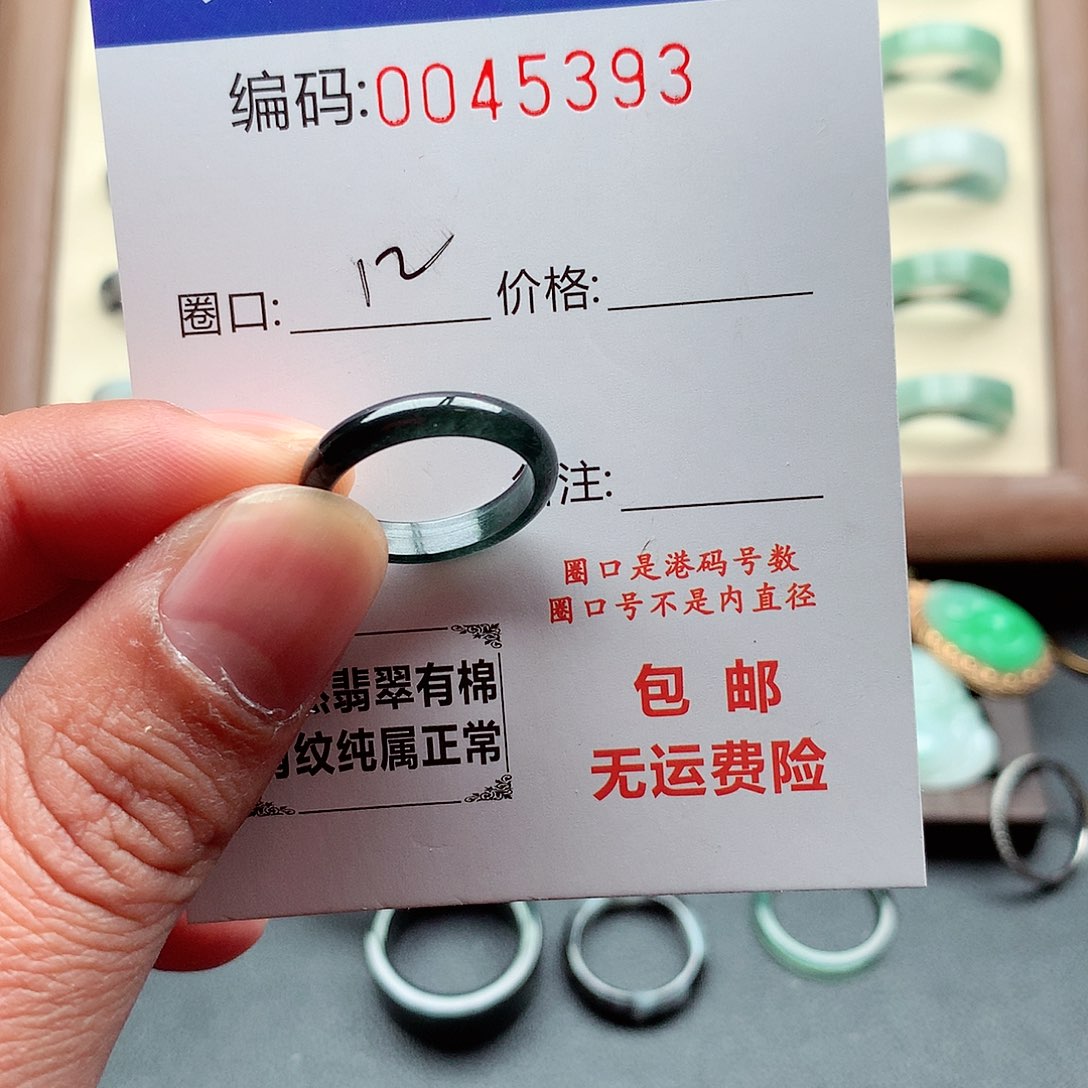 编码:0045393
圈口: 12 价格:
注:
圈口是港码号数
圈口号不是内直径
翡翠有棉
纹纯属正常
包邮
无运费险